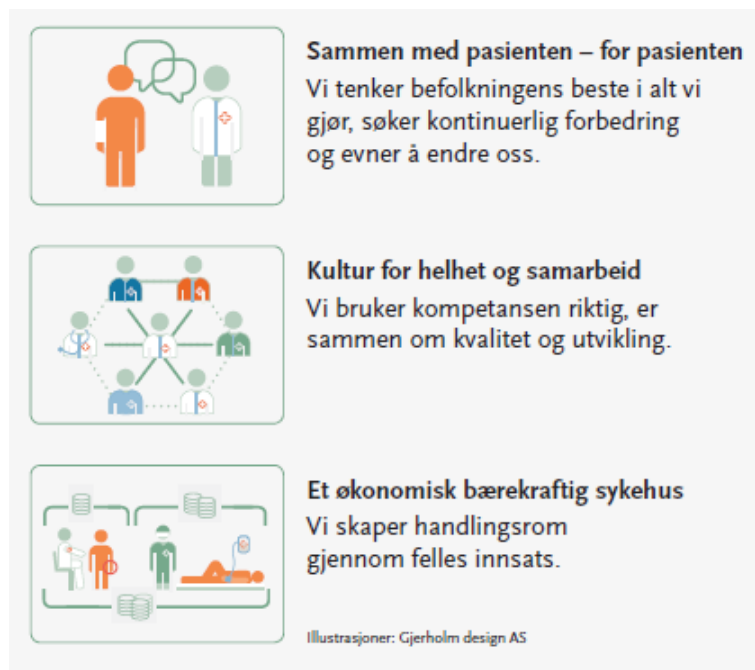 Sammen med pasienten – for pasienten
Vi tenker befolkningens beste i alt vi
gjør, søker kontinuerlig forbedring
og evner å endre oss.
Kultur for helhet og samarbeid
Vi bruker kompetansen riktig, er
sammen om kvalitet og utvikling.
Et økonomisk bærekraftig sykehus
Vi skaper handlingsrom
gjennom felles innsats.
Illustrasjoner: Gjerholm design AS